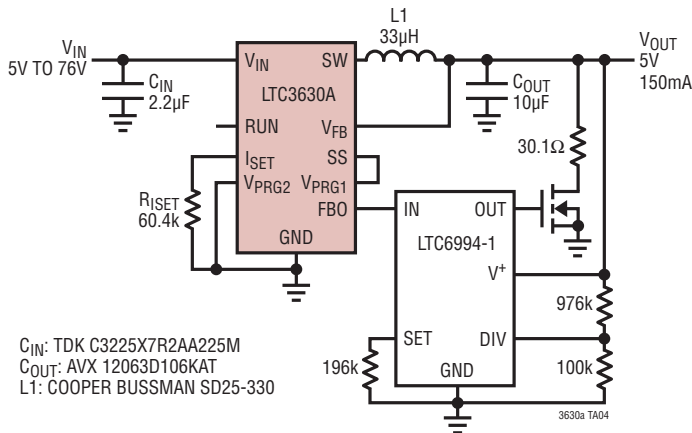 VIN
5V TO 76V
CIN
2.2µF
VIN
RUN
ISET
VPRG2
LTC3630A
SW
VFB
SS
VPRG1
FBO
GND
RISET
60.4k
L1
33µH
COUT
10µF
VOUT
5V
150mA
30.1Ω
IN
OUT
LTC6994-1
V+
SET
DIV
GND
196k
976k
100k
CIN: TDK C3225X7R2AA225M
COUT: AVX 12063D106KAT
L1: COOPER BUSSMAN SD25-330
3630a TA04